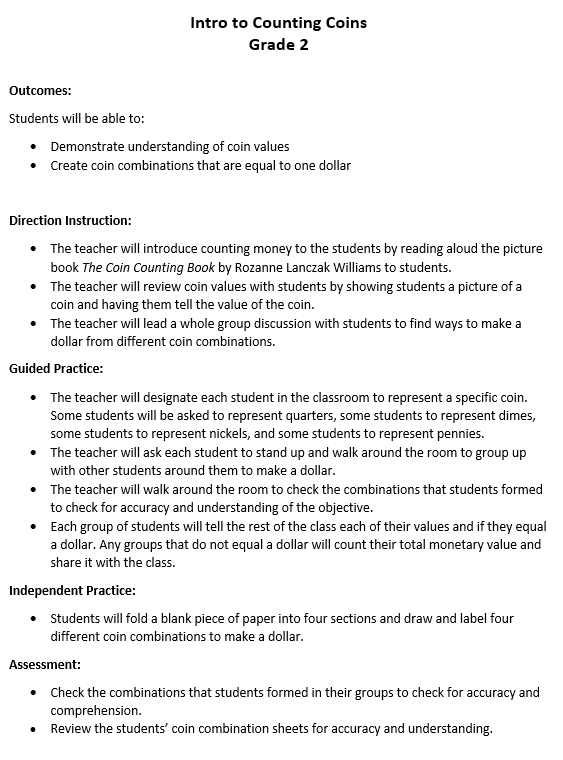 Intro to Counting Coins
Grade 2
Outcomes:
Students will be able to:
• Demonstrate understanding of coin values
• Create coin combinations that are equal to one dollar
Direction Instruction:
• The teacher will introduce counting money to the students by reading aloud the picture
book The Coin Counting Book by Rozanne Lanczak Williams to students.
• The teacher will review coin values with students by showing students a picture of a
coin and having them tell the value of the coin.
• The teacher will lead a whole group discussion with students to find ways to make a
dollar from different coin combinations.
Guided Practice:
• The teacher will designate each student in the classroom to represent a specific coin.
Some students will be asked to represent quarters, some students to represent dimes,
some students to represent nickels, and some students to represent pennies.
• The teacher will ask each student to stand up and walk around the room to group up
with other students around them to make a dollar.
• The teacher will walk around the room to check the combinations that students formed
to check for accuracy and understanding of the objective.
• Each group of students will tell the rest of the class each of their values and if they equal
a dollar. Any groups that do not equal a dollar will count their total monetary value and
share it with the class.
Independent Practice:
• Students will fold a blank piece of paper into four sections and draw and label four
different coin combinations to make a dollar.
Assessment:
• Check the combinations that students formed in their groups to check for accuracy and
comprehension.
• Review the students’ coin combination sheets for accuracy and understanding.